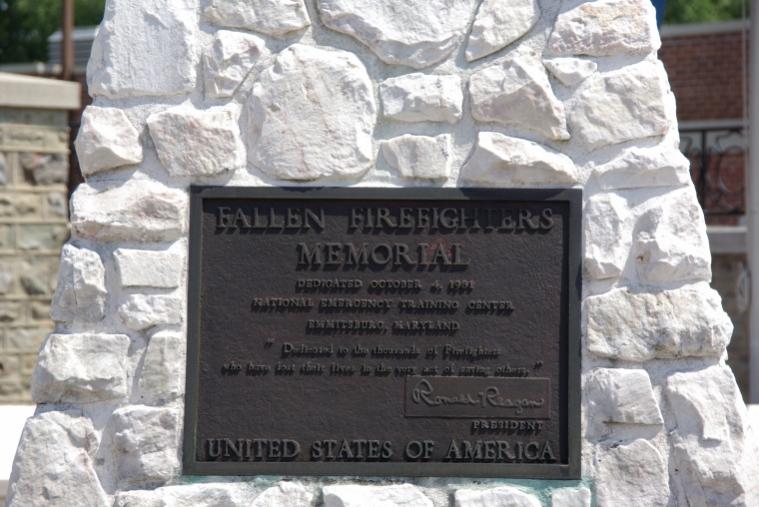 FALLEN FIREFIGHTERS
MEMORIAL
DEDICATED OCTOBER 4, 1991
NATIONAL EMERGENCY TRAINING CENTER
EMMITSBURG, MARYLAND
" Dedicated to the thousands of Firefighters
who have lost their lives in the very act of saving others. "
Ronald Reagan
PRESIDENT
UNITED STATES OF AMERICA